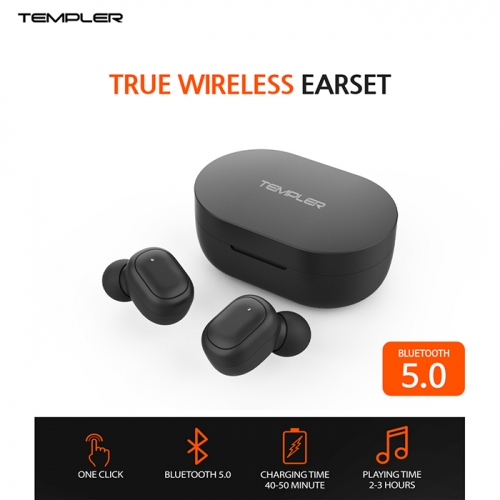 TEMPLER
TRUE WIRELESS EARSET
TEMPLER
BLUETOOTH
5.0
ONE CLICK
BLUETOOTH 5.0
CHARGING TIME
40-50 MINUTE
PLAYING TIME
2-3 HOURS